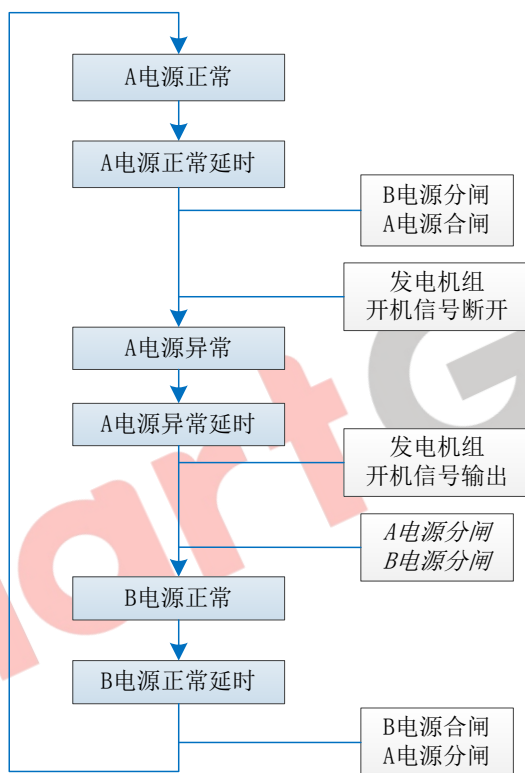 A电源正常
A电源正常延时
B电源分闸
A电源合闸
发电机组
开机信号断开
A电源异常
A电源异常延时
发电机组
开机信号输出
A电源分闸
B电源分闸
B电源正常
B电源正常延时
B电源合闸
A电源分闸
artG